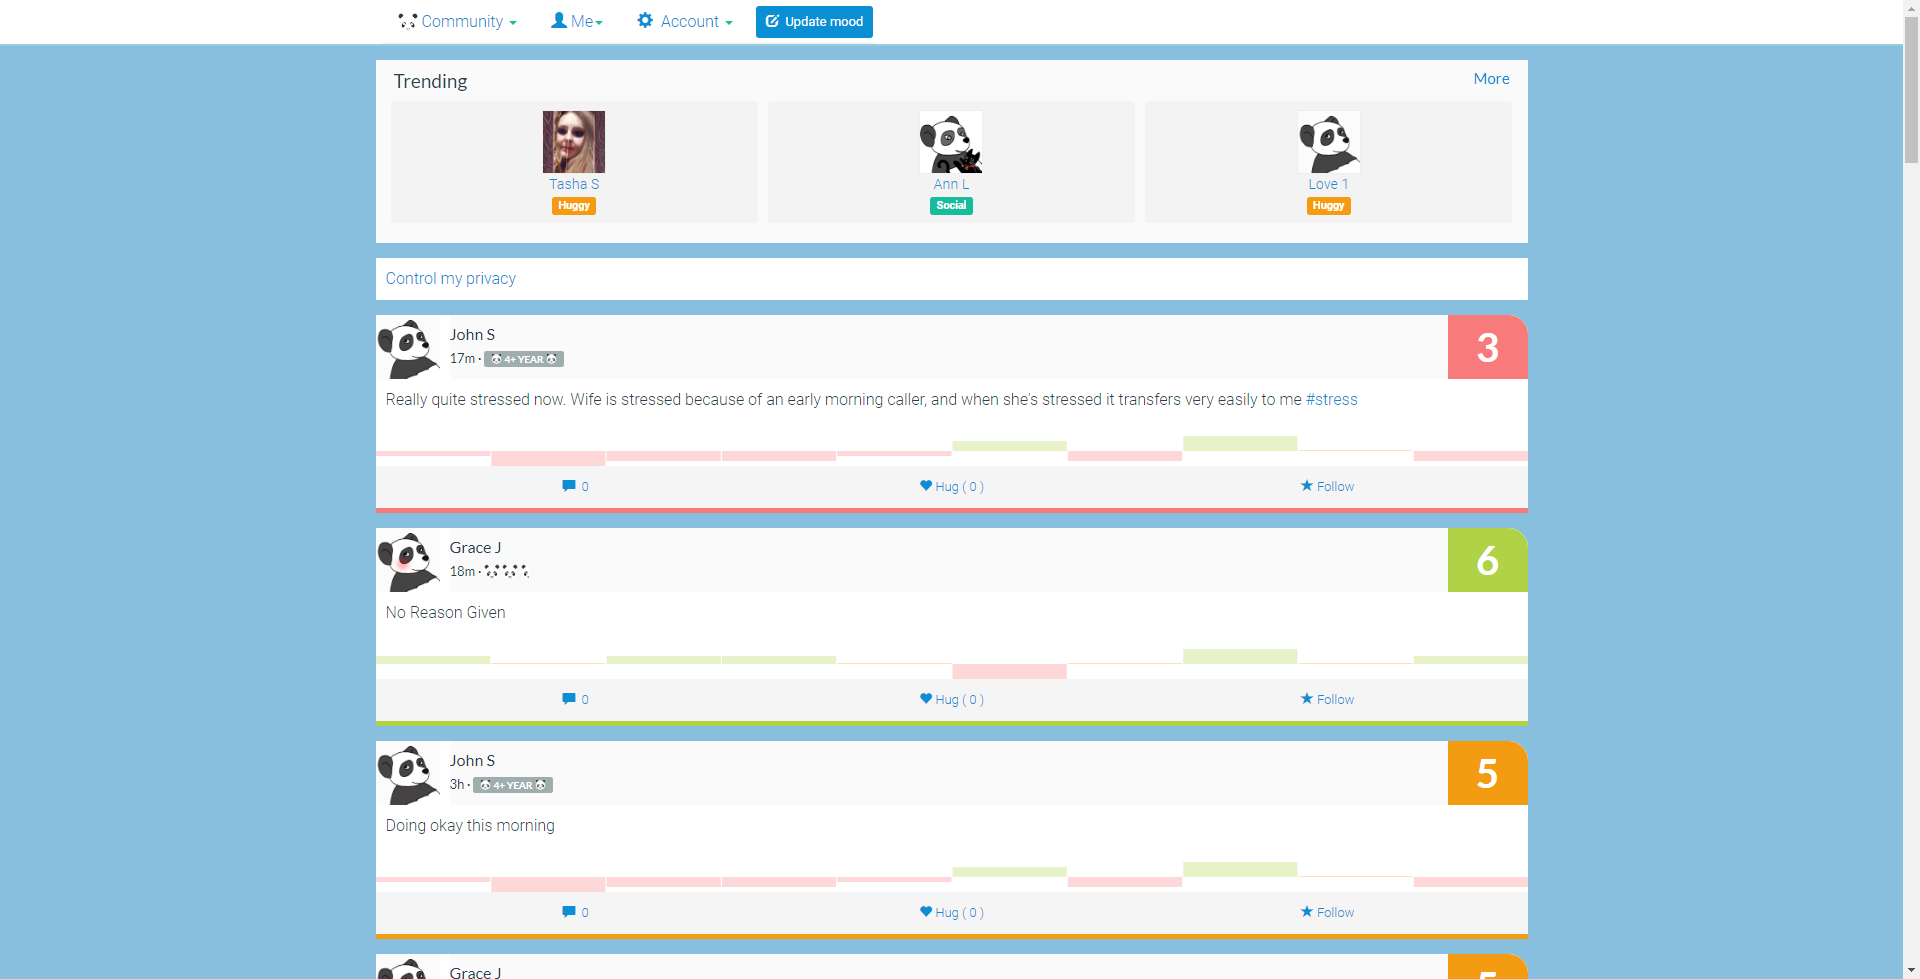 Community
Me
Account
Update mood
Trending
More
Tasha S
Huggy
Ann L
Social
Love 1
Huggy
Control my privacy
John S
3
17m · 4+ YEAR
Really quite stressed now. Wife is stressed because of an early morning caller, and when she's stressed it transfers very easily to me #stress
0
Hug ( 0 )
Follow
Grace J
6
18m ·
No Reason Given
0
Hug ( 0 )
Follow
John S
5
3h · 4+ YEAR
Doing okay this morning
0
Hug ( 0 )
Follow
Grace J
5